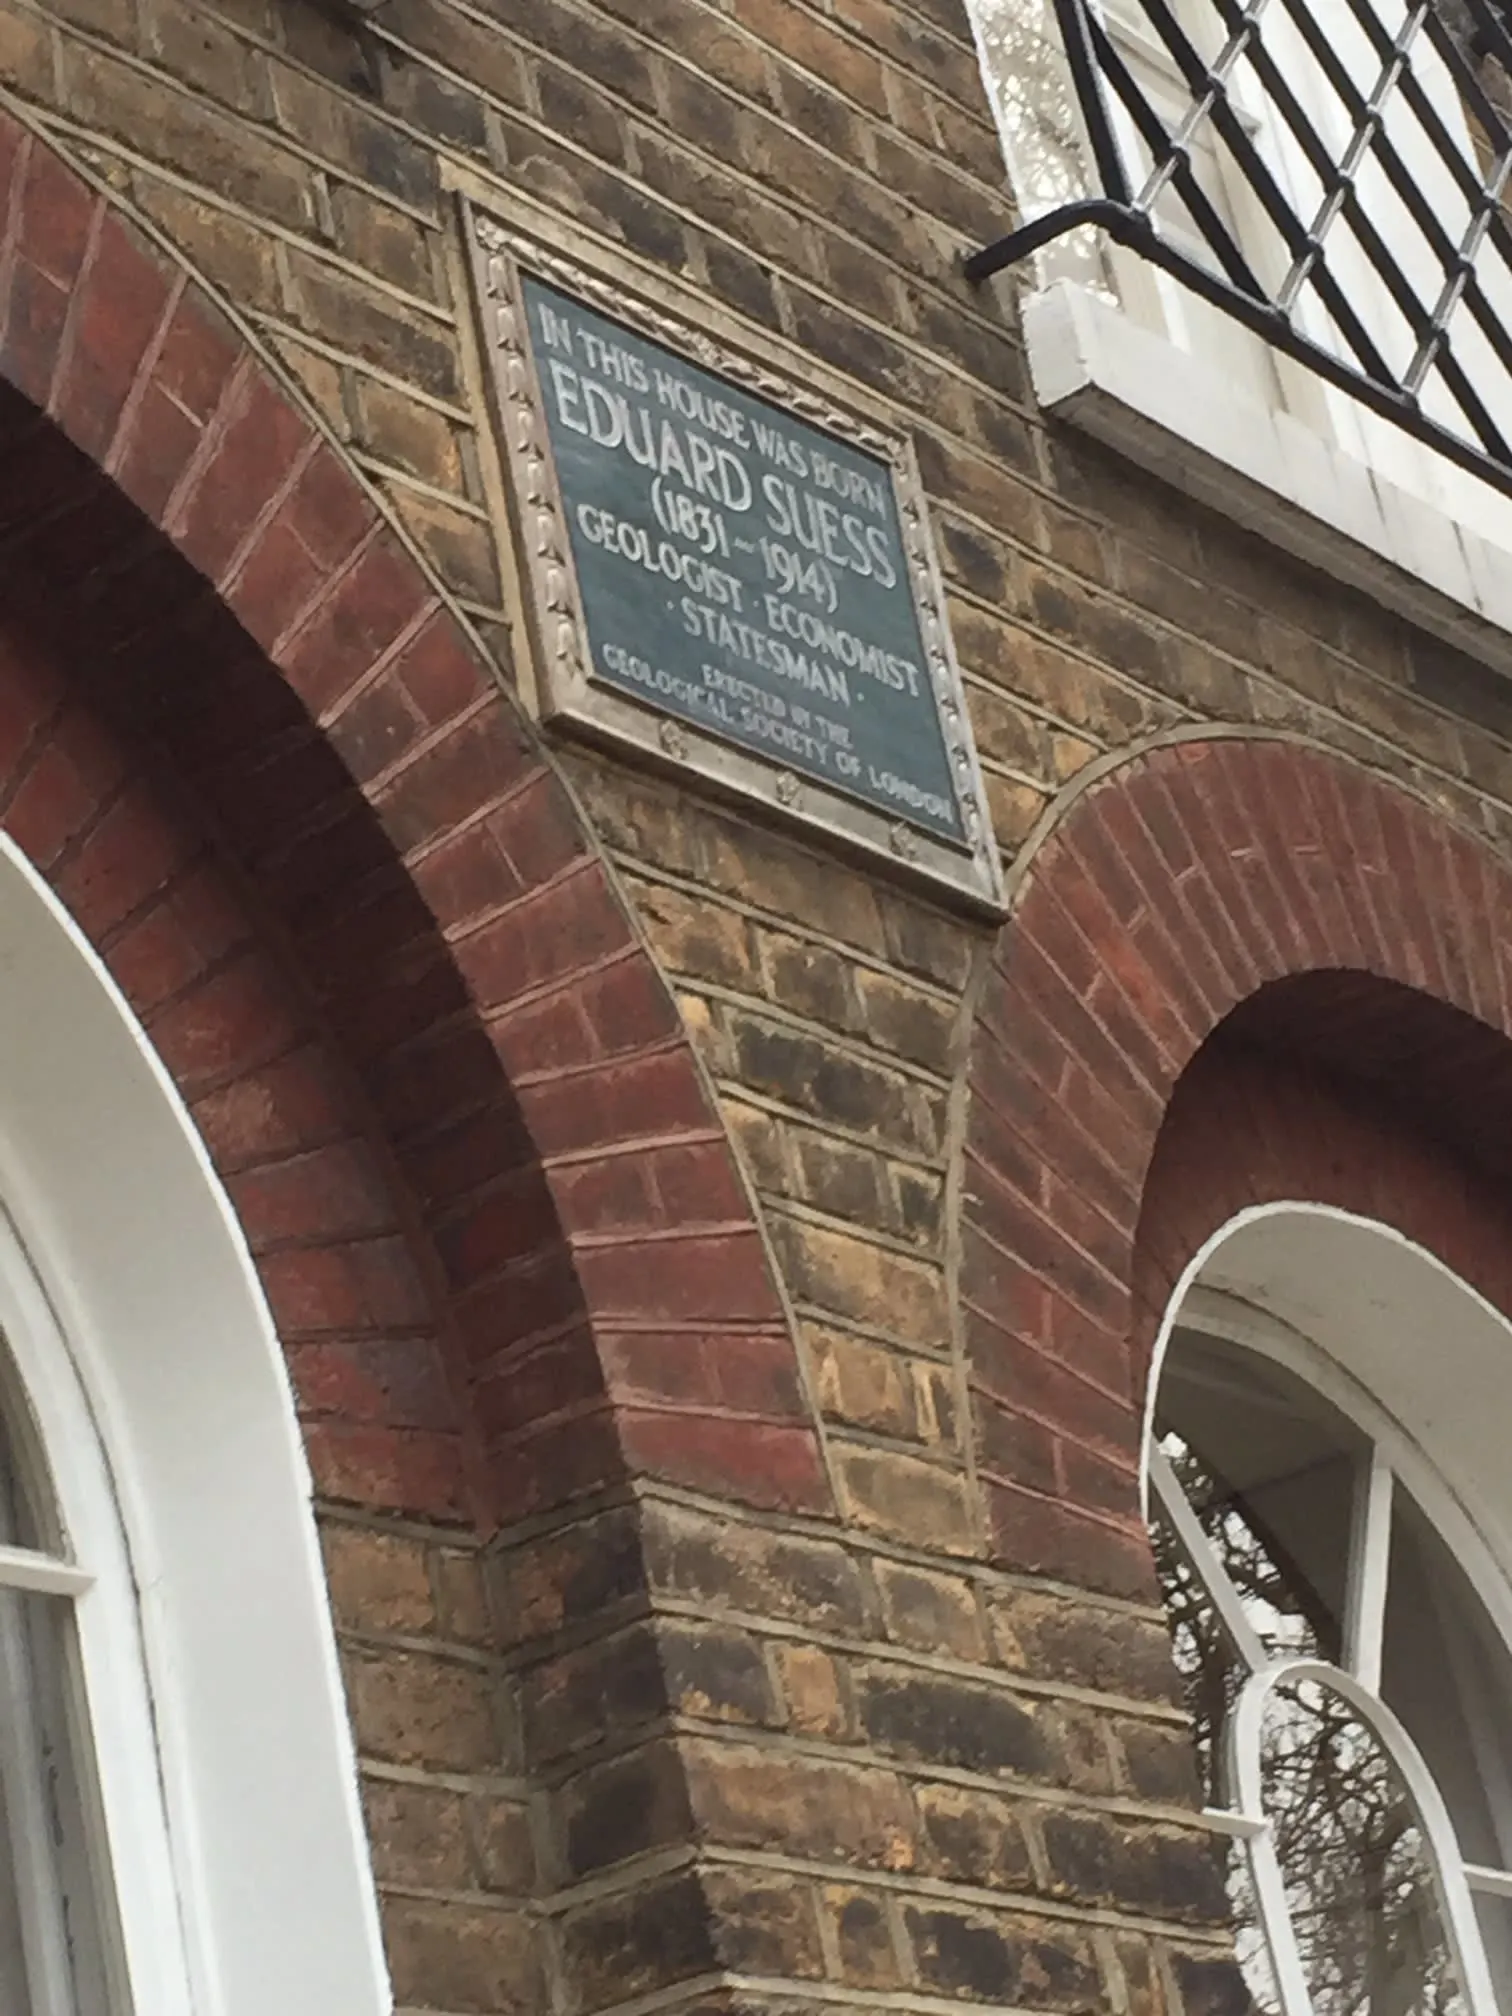 IN THIS HOUSE WAS BORN
EDUARD SUESS
(1831–1914)
GEOLOGIST · ECONOMIST
· STATESMAN ·
ERECTED BY THE
GEOLOGICAL SOCIETY OF LONDON